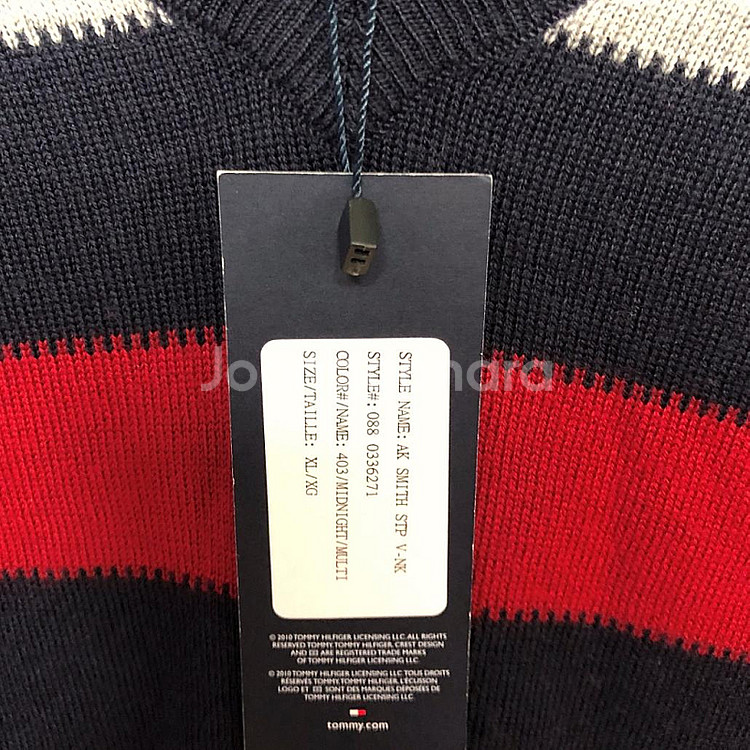 STYLE NAME: AK SMITH STP V-NK
STYLE#: 088 0336271
COLOR#/NAME: 403/MIDNIGHT/MULTI
SIZE/TAILLE: XL/XG
© 2010 TOMMY HILFIGER LICENSING LLC. ALL RIGHTS
RESERVED TOMMY, TOMMY HILFIGER, CREST DESIGN
AND ARE REGISTERED TRADE MARKS
OF TOMMY HILFIGER LICENSING LLC.
© 2010 TOMMY HILFIGER LICENSING LLC. TOUS DROITS
RÉSERVÉS TOMMY, TOMMY HILFIGER, L'ÉCUSSON
LOGO ET SONT DES MARQUES DÉPOSÉES DE
TOMMY HILFIGER LICENSING LLC.
tommy.com